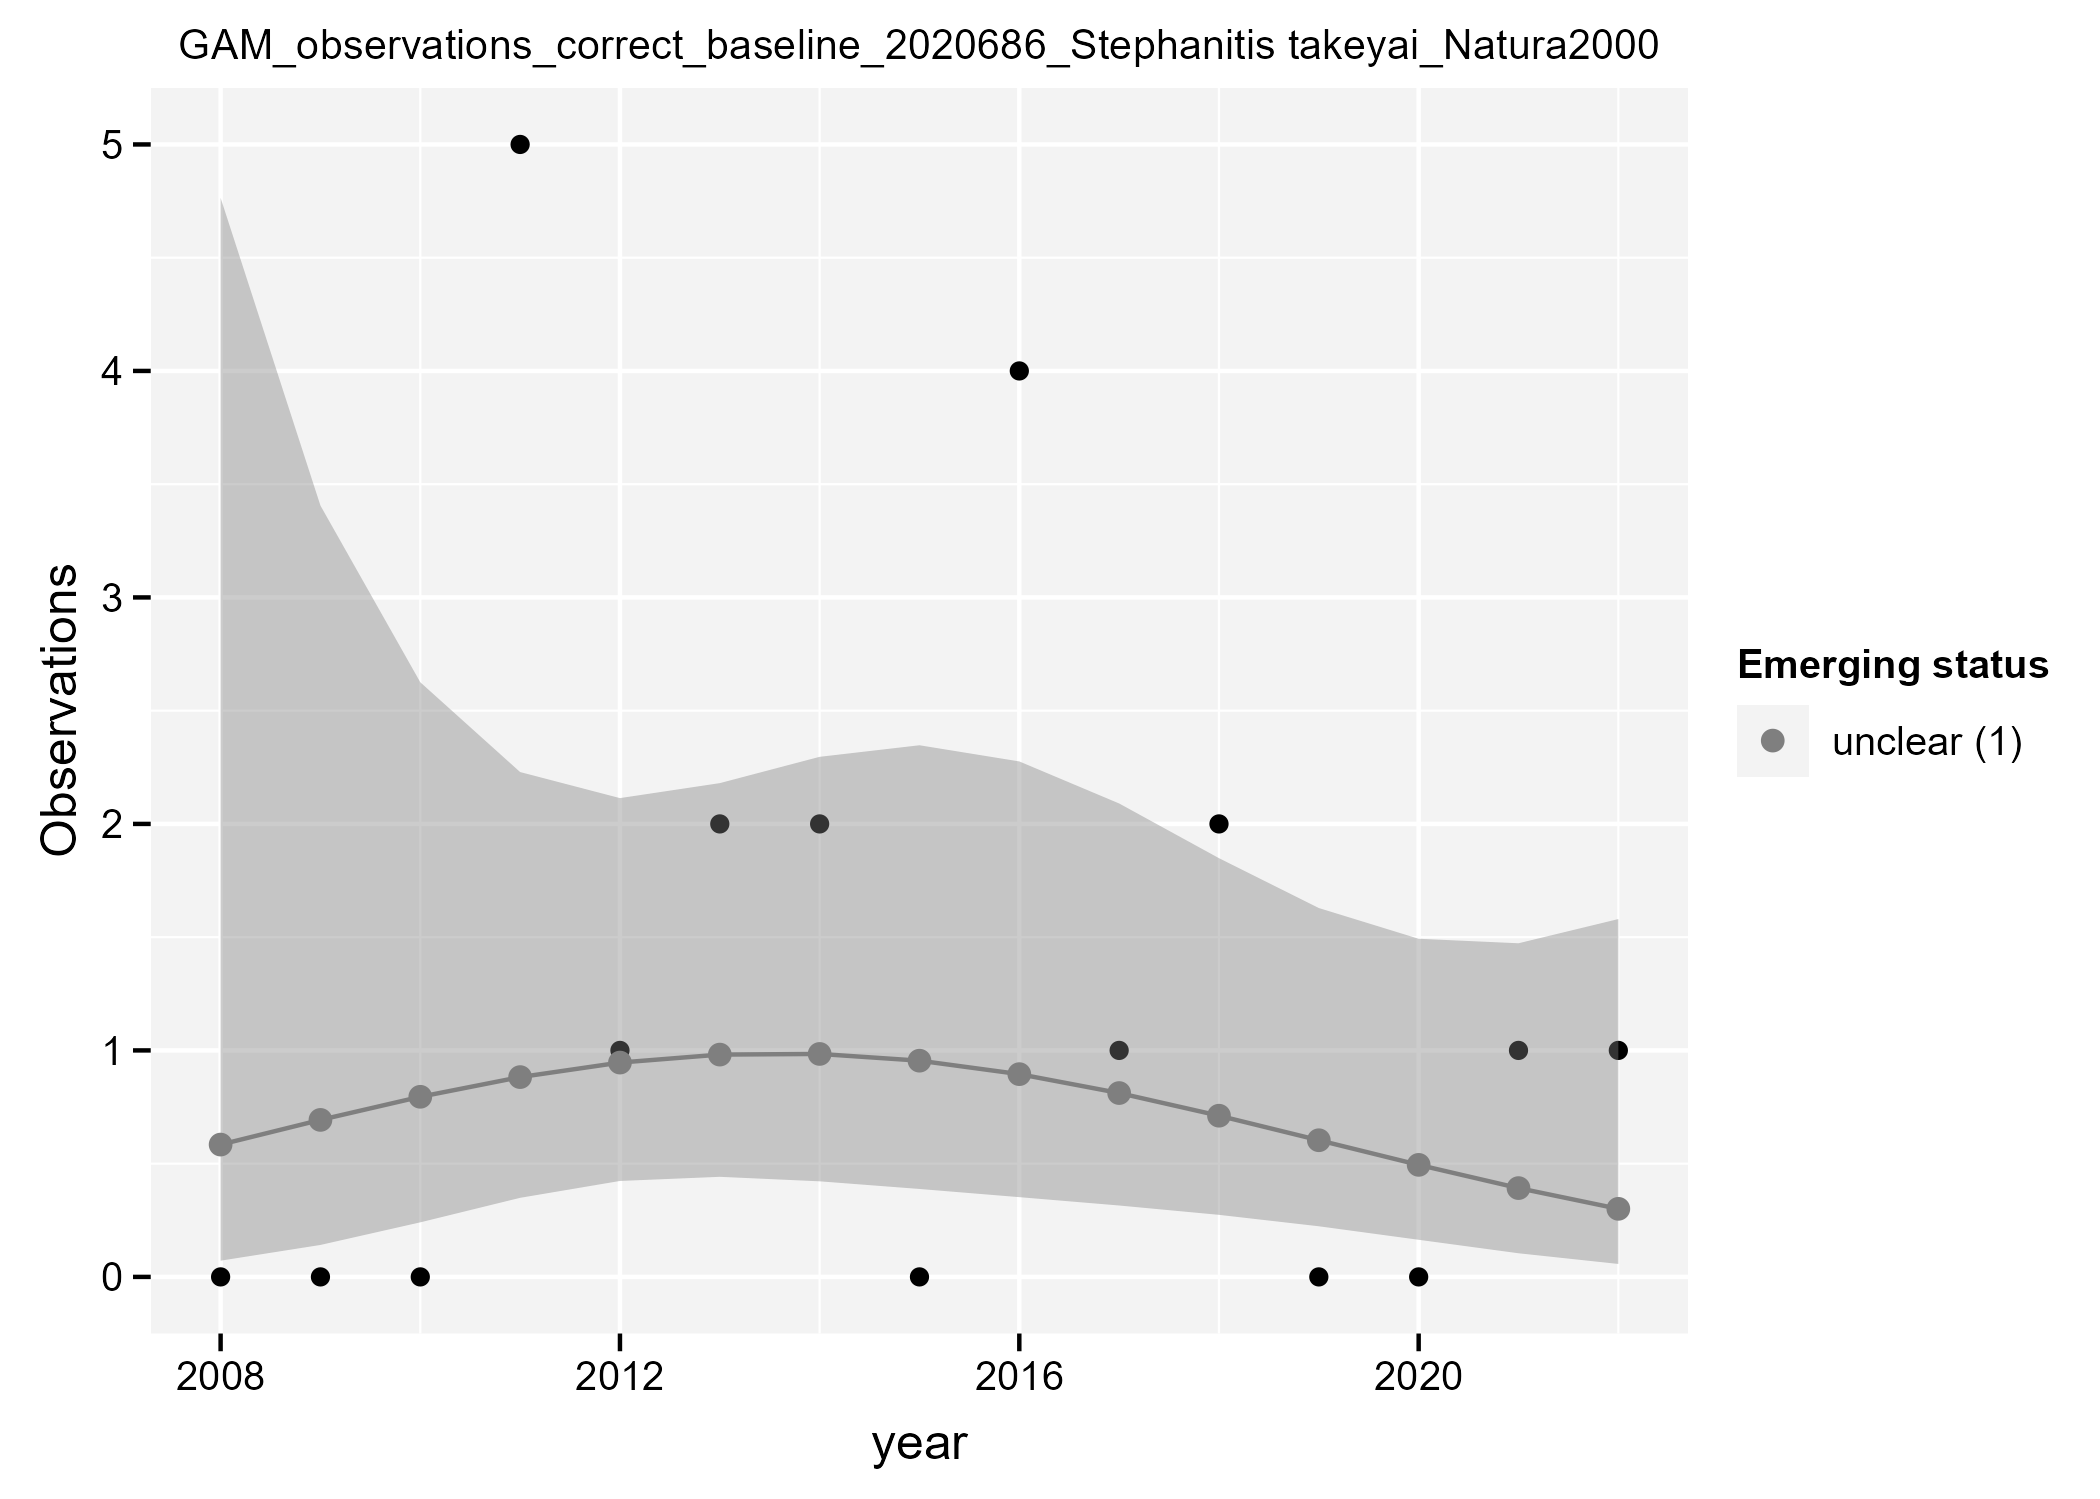 GAM_observations_correct_baseline_2020686_Stephanitis takeyai_Natura2000
5
4
3
2
1
0
Observations
2008
2012
2016
2020
year
Emerging status
unclear (1)